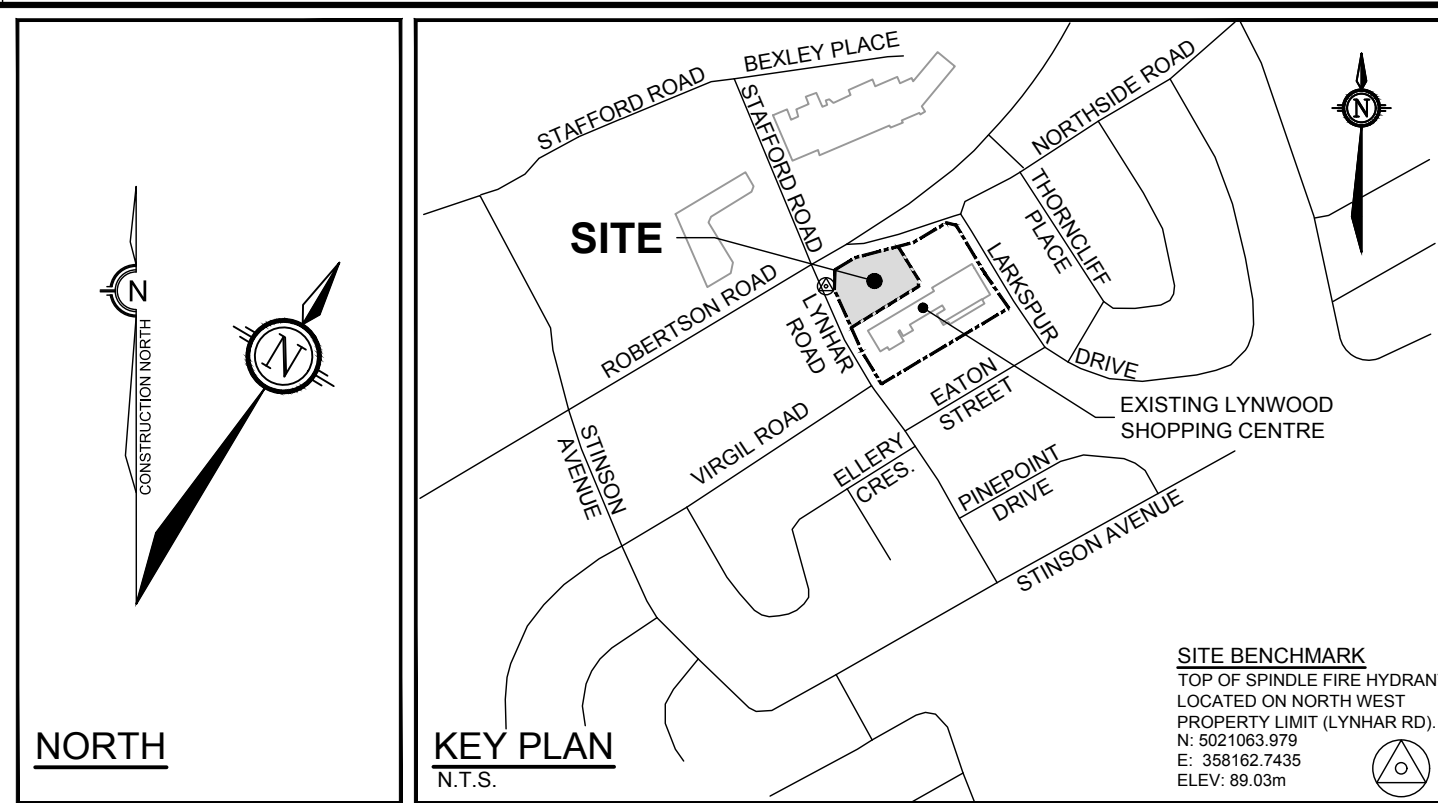 N
CONSTRUCTION NORTH
N
NORTH
STAFFORD ROAD
BEXLEY PLACE
STAFFORD ROAD
NORTHSIDE ROAD
N
THORNCLIFF
PLACE
SITE
ROBERTSON ROAD
LYNHAR
ROAD
LARKSPUR
DRIVE
EATON
STREET
EXISTING LYNWOOD
SHOPPING CENTRE
STINSON
AVENUE
VIRGIL ROAD
ELLERY
CRES.
PINEPOINT
DRIVE
STINSON AVENUE
SITE BENCHMARK
TOP OF SPINDLE FIRE HYDRAN
LOCATED ON NORTH WEST
PROPERTY LIMIT (LYNHAR RD).
N: 5021063.979
E: 358162.7435
ELEV: 89.03m
KEY PLAN
N.T.S.